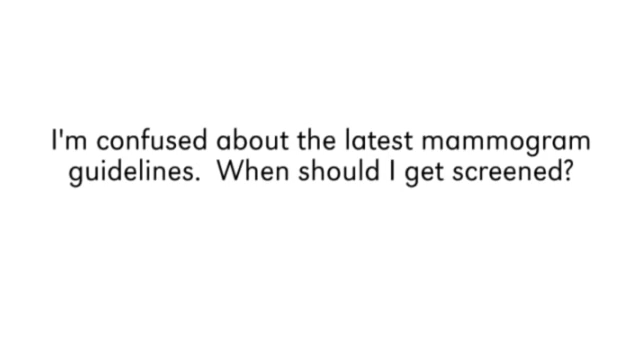 I'm confused about the latest mammogram
guidelines.  When should I get screened?